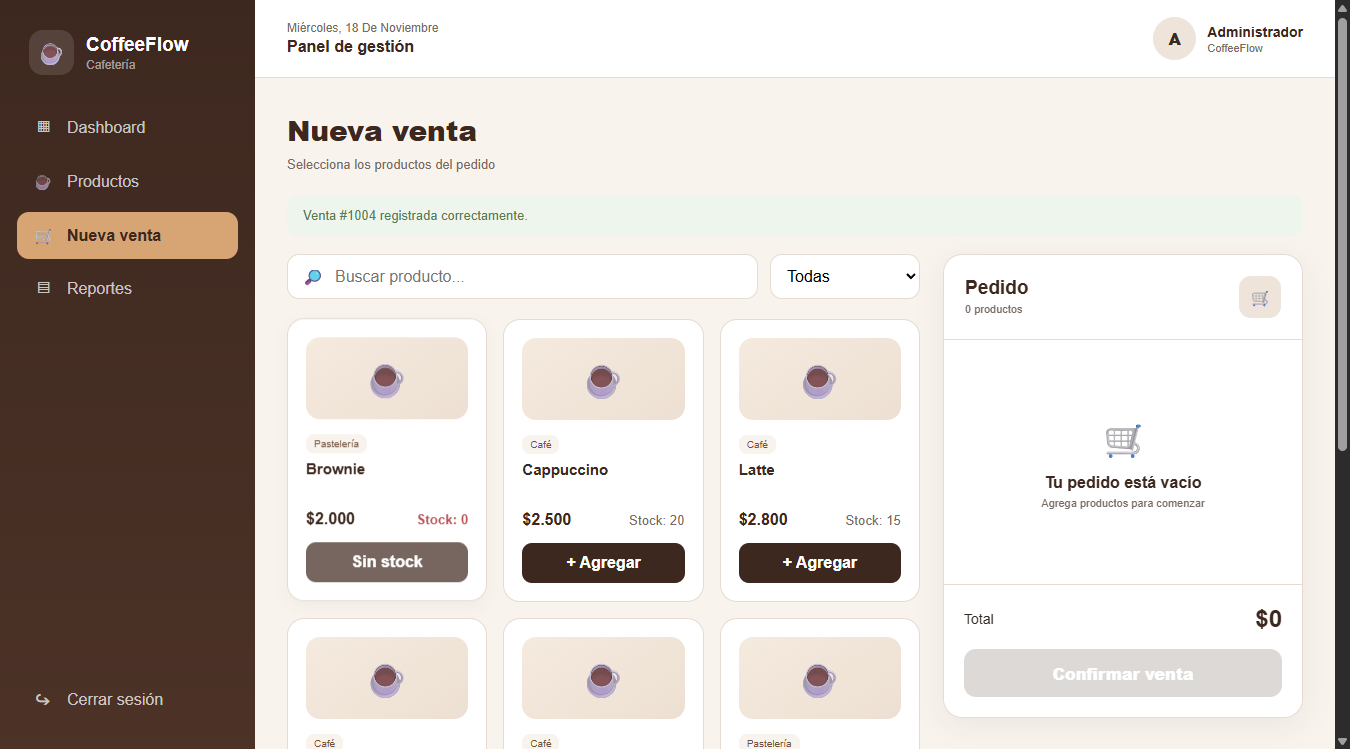 CoffeeFlow
Cafetería
Dashboard
Productos
Nueva venta
Reportes
Cerrar sesión
Miércoles, 18 De Noviembre
Panel de gestión
A
Administrador
CoffeeFlow
Nueva venta
Selecciona los productos del pedido
Venta #1004 registrada correctamente.
Buscar producto...
Todas
Pastelería
Brownie
$2.000 Stock: 0
Sin stock
Café
Cappuccino
$2.500 Stock: 20
+ Agregar
Café
Latte
$2.800 Stock: 15
+ Agregar
Café
Café
Pastelería
Pedido
0 productos
Tu pedido está vacío
Agrega productos para comenzar
Total $0
Confirmar venta